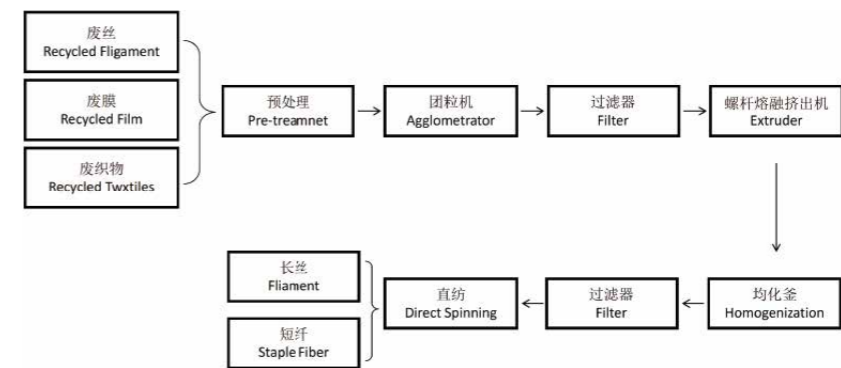 废丝
Recycled Fligament
废膜
Recycled Film
废织物
Recycled Twxtiles
预处理
Pre-treamnet
团粒机
Agglometrator
过滤器
Filter
螺杆熔融挤出机
Extruder
均化釜
Homogenization
过滤器
Filter
直纺
Direct Spinning
长丝
Fliament
短纤
Staple Fiber